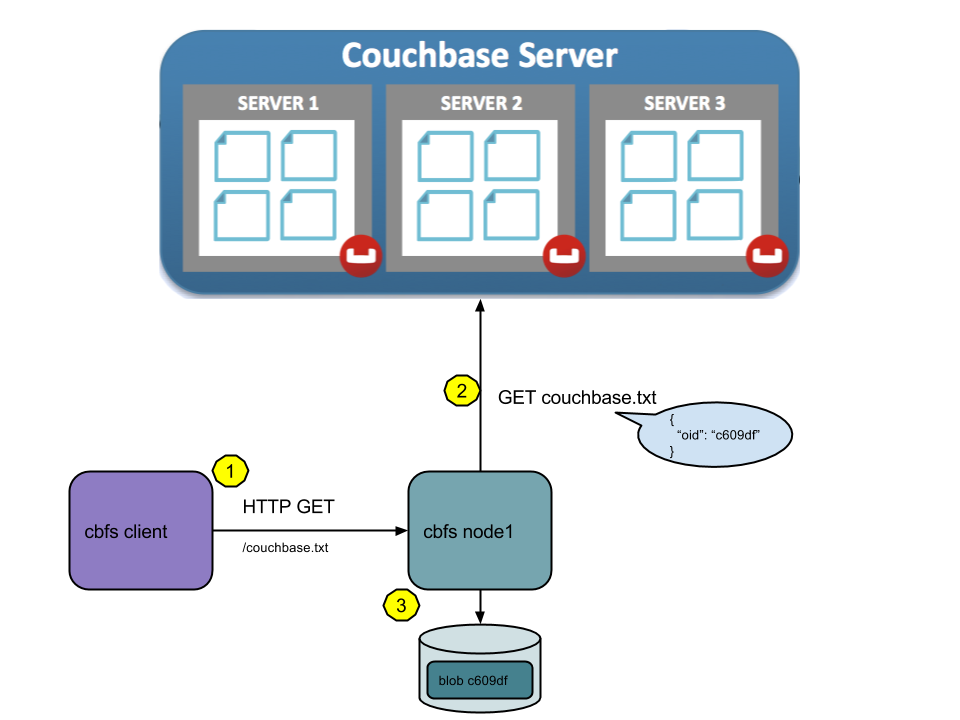 Couchbase Server
SERVER 1
SERVER 2
SERVER 3
2
GET couchbase.txt
{
“oid”: “c609df”
}
1
HTTP GET
cbfs client
cbfs node1
/couchbase.txt
3
blob c609df